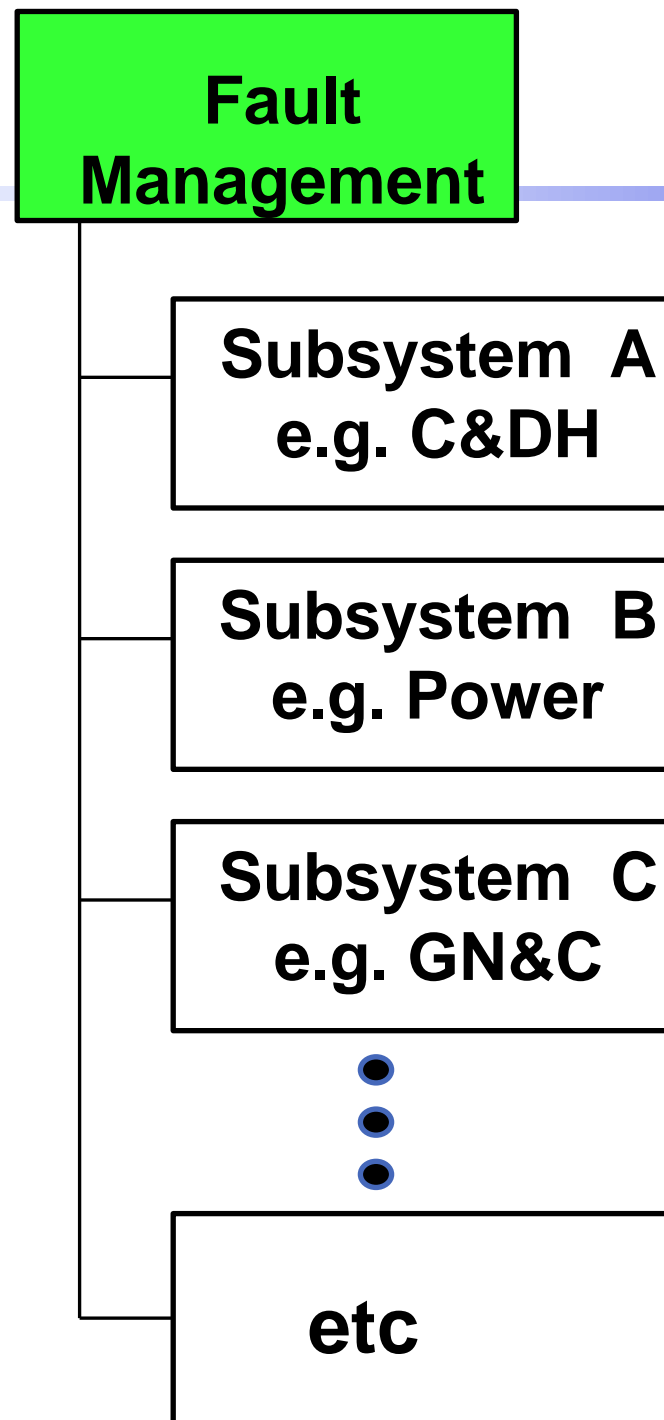 Fault
Management
Subsystem A
e.g. C&DH
Subsystem B
e.g. Power
Subsystem C
e.g. GN&C
etc